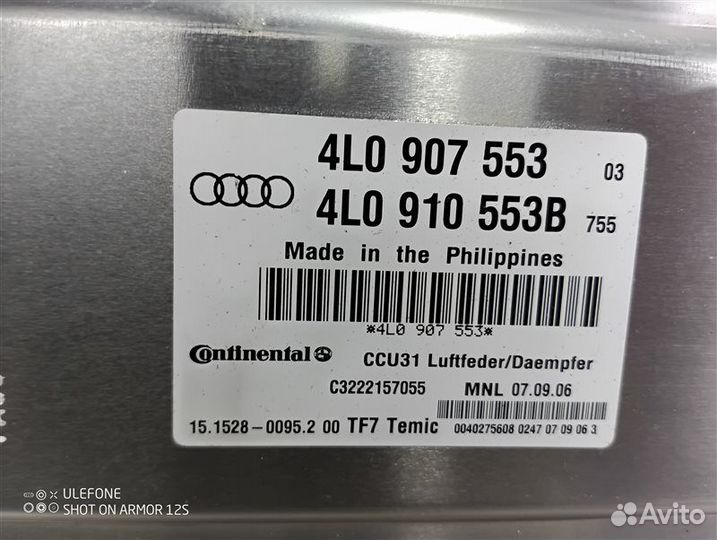 4L0 907 553 03
4L0 910 553B 755
Made in the Philippines
*4L0 907 553*
Continental CCU31 Luftfeder/Daempfer
C3222157055 MNL 07.09.06
15.1528-0095.2 00 TF7 Temic 0040275608 0247 07 09 06 3
ULEFONE
SHOT ON ARMOR 12S
Avito